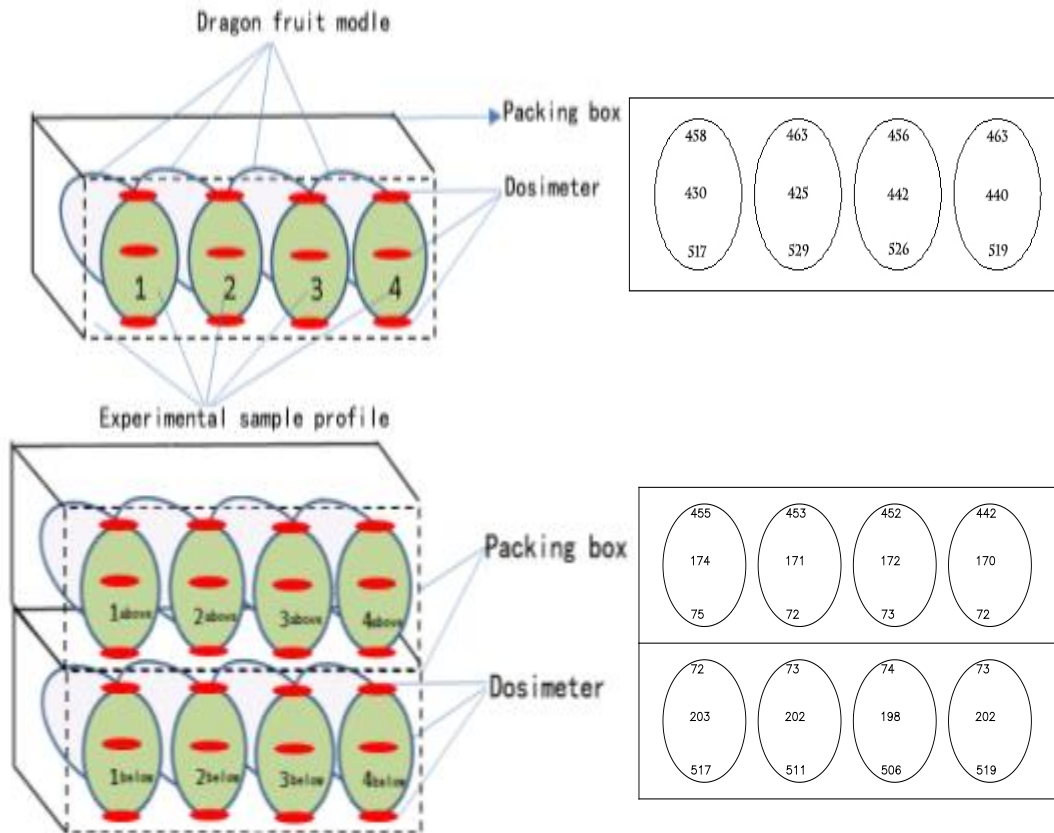 Dragon fruit modle
Packing box
Dosimeter
1 2 3 4
Experimental sample profile
458 463 456 463
430 425 442 440
517 529 526 519
Packing box
1above 2above 3above 4above
Dosimeter
1below 2below 3below 4below
455 453 452 442
174 171 172 170
75 72 73 72
72 73 74 73
203 202 198 202
517 511 506 519